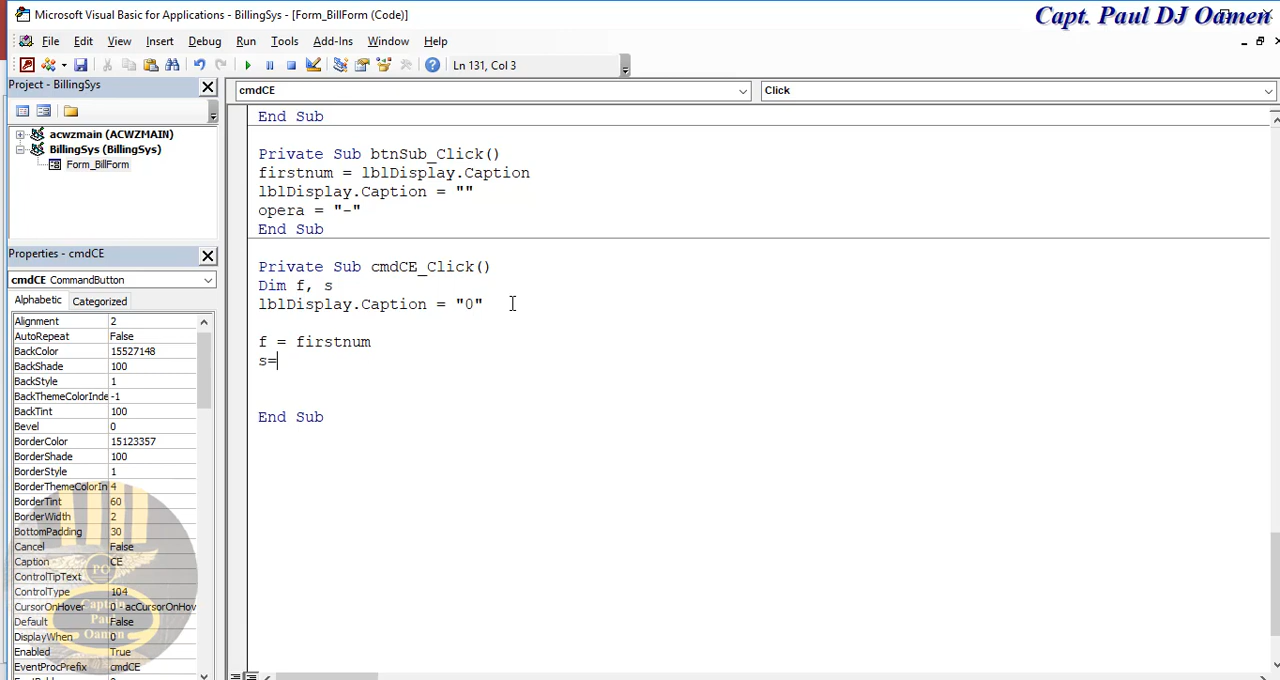 Microsoft Visual Basic for Applications - BillingSys - [Form_BillForm (Code)]
Capt. Paul DJ Oamen
File Edit View Insert Debug Run Tools Add-Ins Window Help
Ln 131, Col 3
Project - BillingSys
cmdCE
Click
acwzmain (ACWZMAIN)
BillingSys (BillingSys)
Form_BillForm
Properties - cmdCE
cmdCE CommandButton
Alphabetic Categorized
Alignment 2
AutoRepeat False
BackColor 15527148
BackShade 100
BackStyle 1
BackThemeColorInde -1
BackTint 100
Bevel 0
BorderColor 15123357
BorderShade 100
BorderStyle 1
BorderThemeColorIn 4
BorderTint 60
BorderWidth 2
BottomPadding 30
Cancel False
Caption CE
ControlTipText
ControlType 104
CursorOnHover 0 - acCursorOnHov
Default False
DisplayWhen 0
Enabled True
EventProcPrefix cmdCE
PO
Captain
Paul
Oamen
End Sub
Private Sub btnSub_Click()
firstnum = lblDisplay.Caption
lblDisplay.Caption = ""
opera = "-"
End Sub
Private Sub cmdCE_Click()
Dim f, s
lblDisplay.Caption = "0"
f = firstnum
s=
End Sub